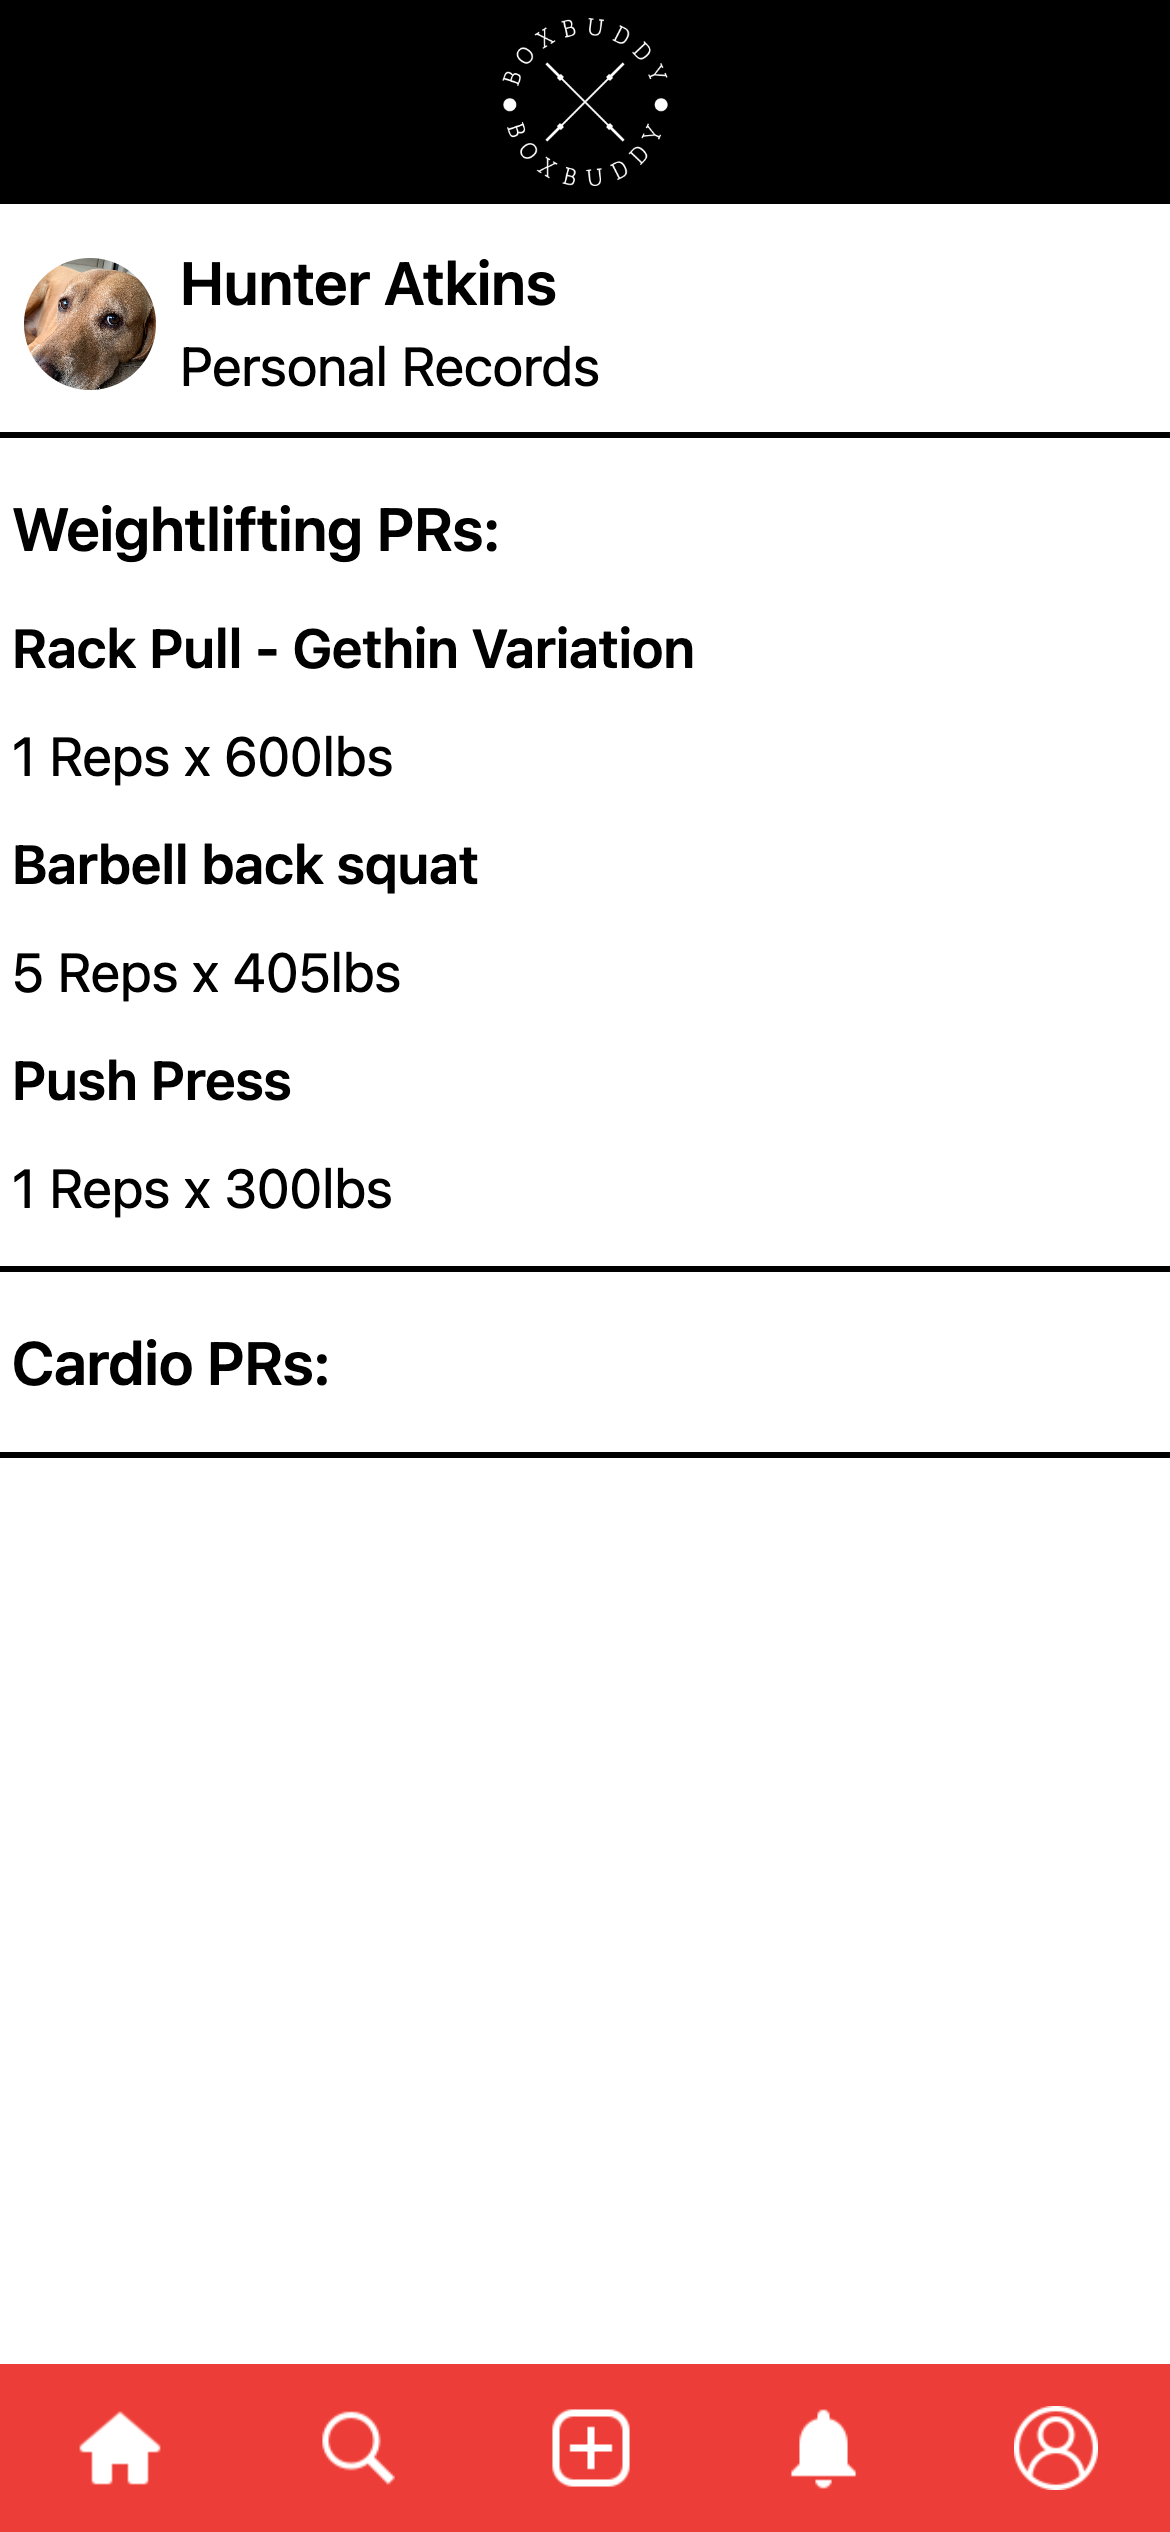 BOXBUDDY
BOXBUDDY
Hunter Atkins
Personal Records
Weightlifting PRs:
Rack Pull - Gethin Variation
1 Reps x 600lbs
Barbell back squat
5 Reps x 405lbs
Push Press
1 Reps x 300lbs
Cardio PRs: